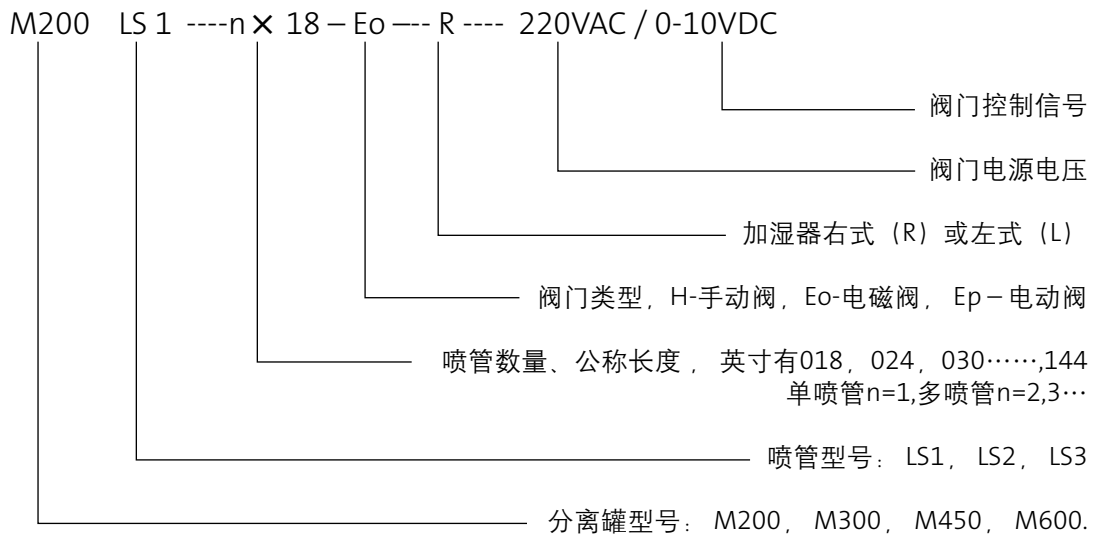 M200 LS 1 ----n × 18 – Eo ---- R ---- 220VAC / 0-10VDC
阀门控制信号
阀门电源电压
加湿器右式（R）或左式（L）
阀门类型，H-手动阀，Eo-电磁阀， Ep – 电动阀
喷管数量、公称长度 ， 英寸有018，024，030……,144
单喷管n=1,多喷管n=2,3…
喷管型号： LS1， LS2， LS3
分离罐型号： M200， M300， M450， M600.